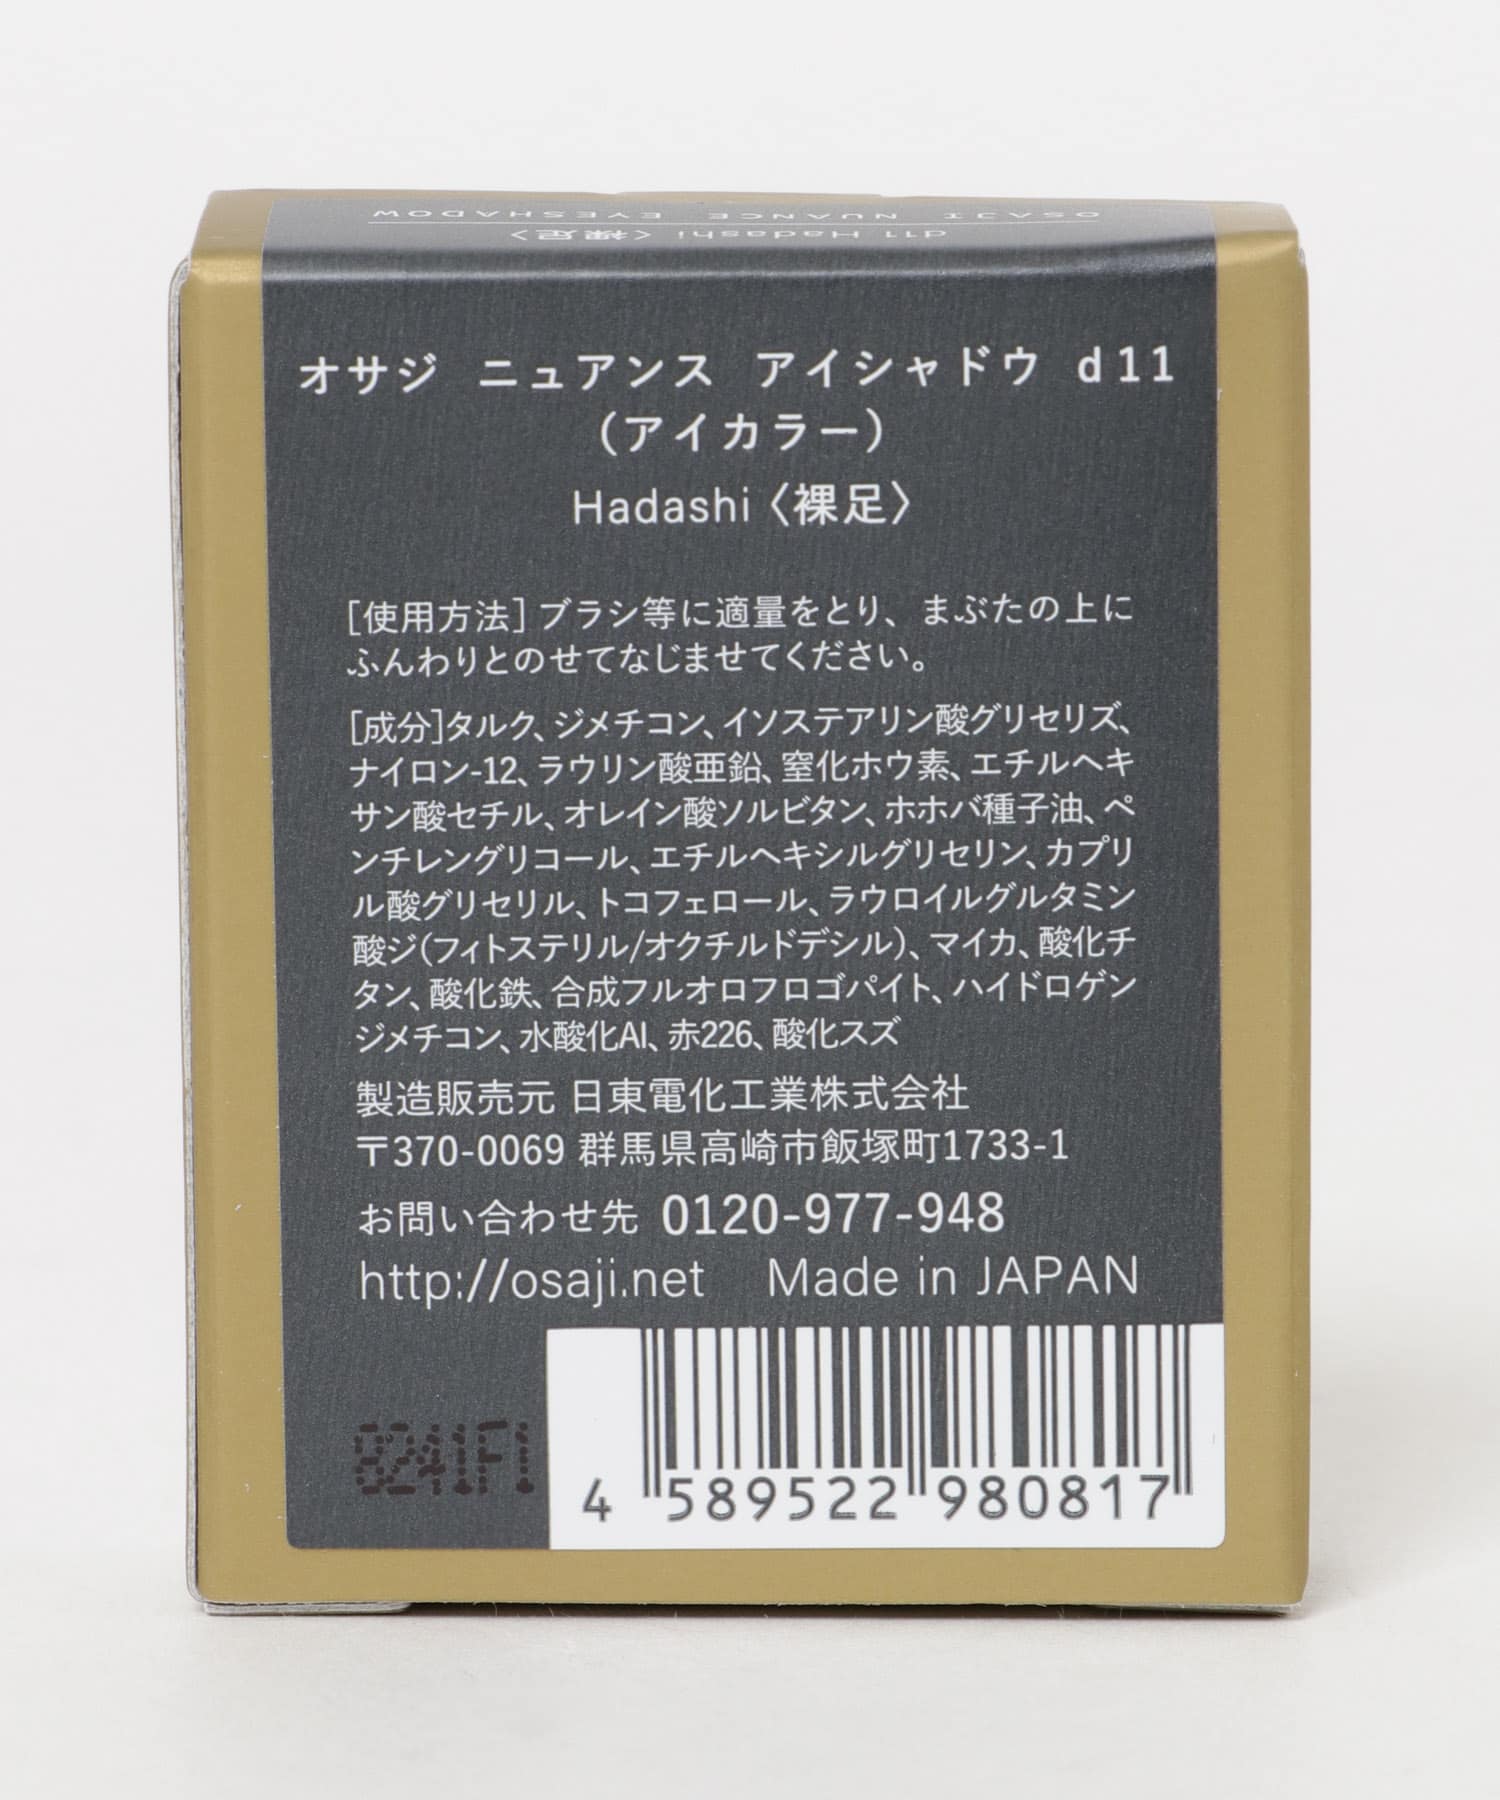 OSAJI NUANCE EYESHADOW
d11 Hadashi〈裸足〉
オサジ ニュアンス アイシャドウ d11
(アイカラー)
Hadashi〈裸足〉
[使用方法]ブラシ等に適量をとり、まぶたの上に
ふんわりとのせてなじませてください。
[成分]タルク、ジメチコン、イソステアリン酸グリセリズ、
ナイロン-12、ラウリン酸亜鉛、窒化ホウ素、エチルヘキ
サン酸セチル、オレイン酸ソルビタン、ホホバ種子油、ペ
ンチレングリコール、エチルヘキシルグリセリン、カプリ
ル酸グリセリル、トコフェロール、ラウロイルグルタミン
酸ジ(フィトステリル/オクチルドデシル)、マイカ、酸化チ
タン、酸化鉄、合成フルオロフロゴパイト、ハイドロゲン
ジメチコン、水酸化Al、赤226、酸化スズ
製造販売元 日東電化工業株式会社
〒370-0069 群馬県高崎市飯塚町1733-1
お問い合わせ先 0120-977-948
http://osaji.net Made in JAPAN
8241F1
4 589522 980817